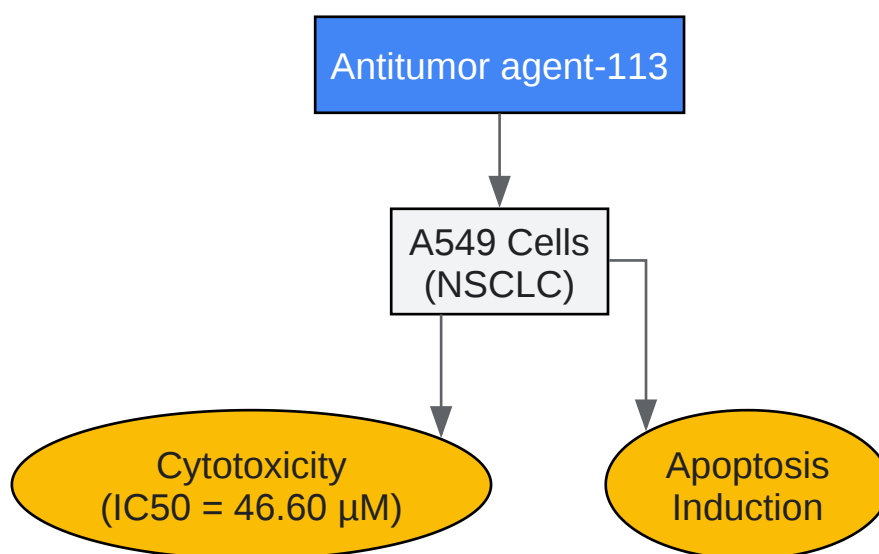 Antitumor agent-113
A549 Cells
(NSCLC)
Cytotoxicity
(IC50 = 46.60 µM)
Apoptosis
Induction